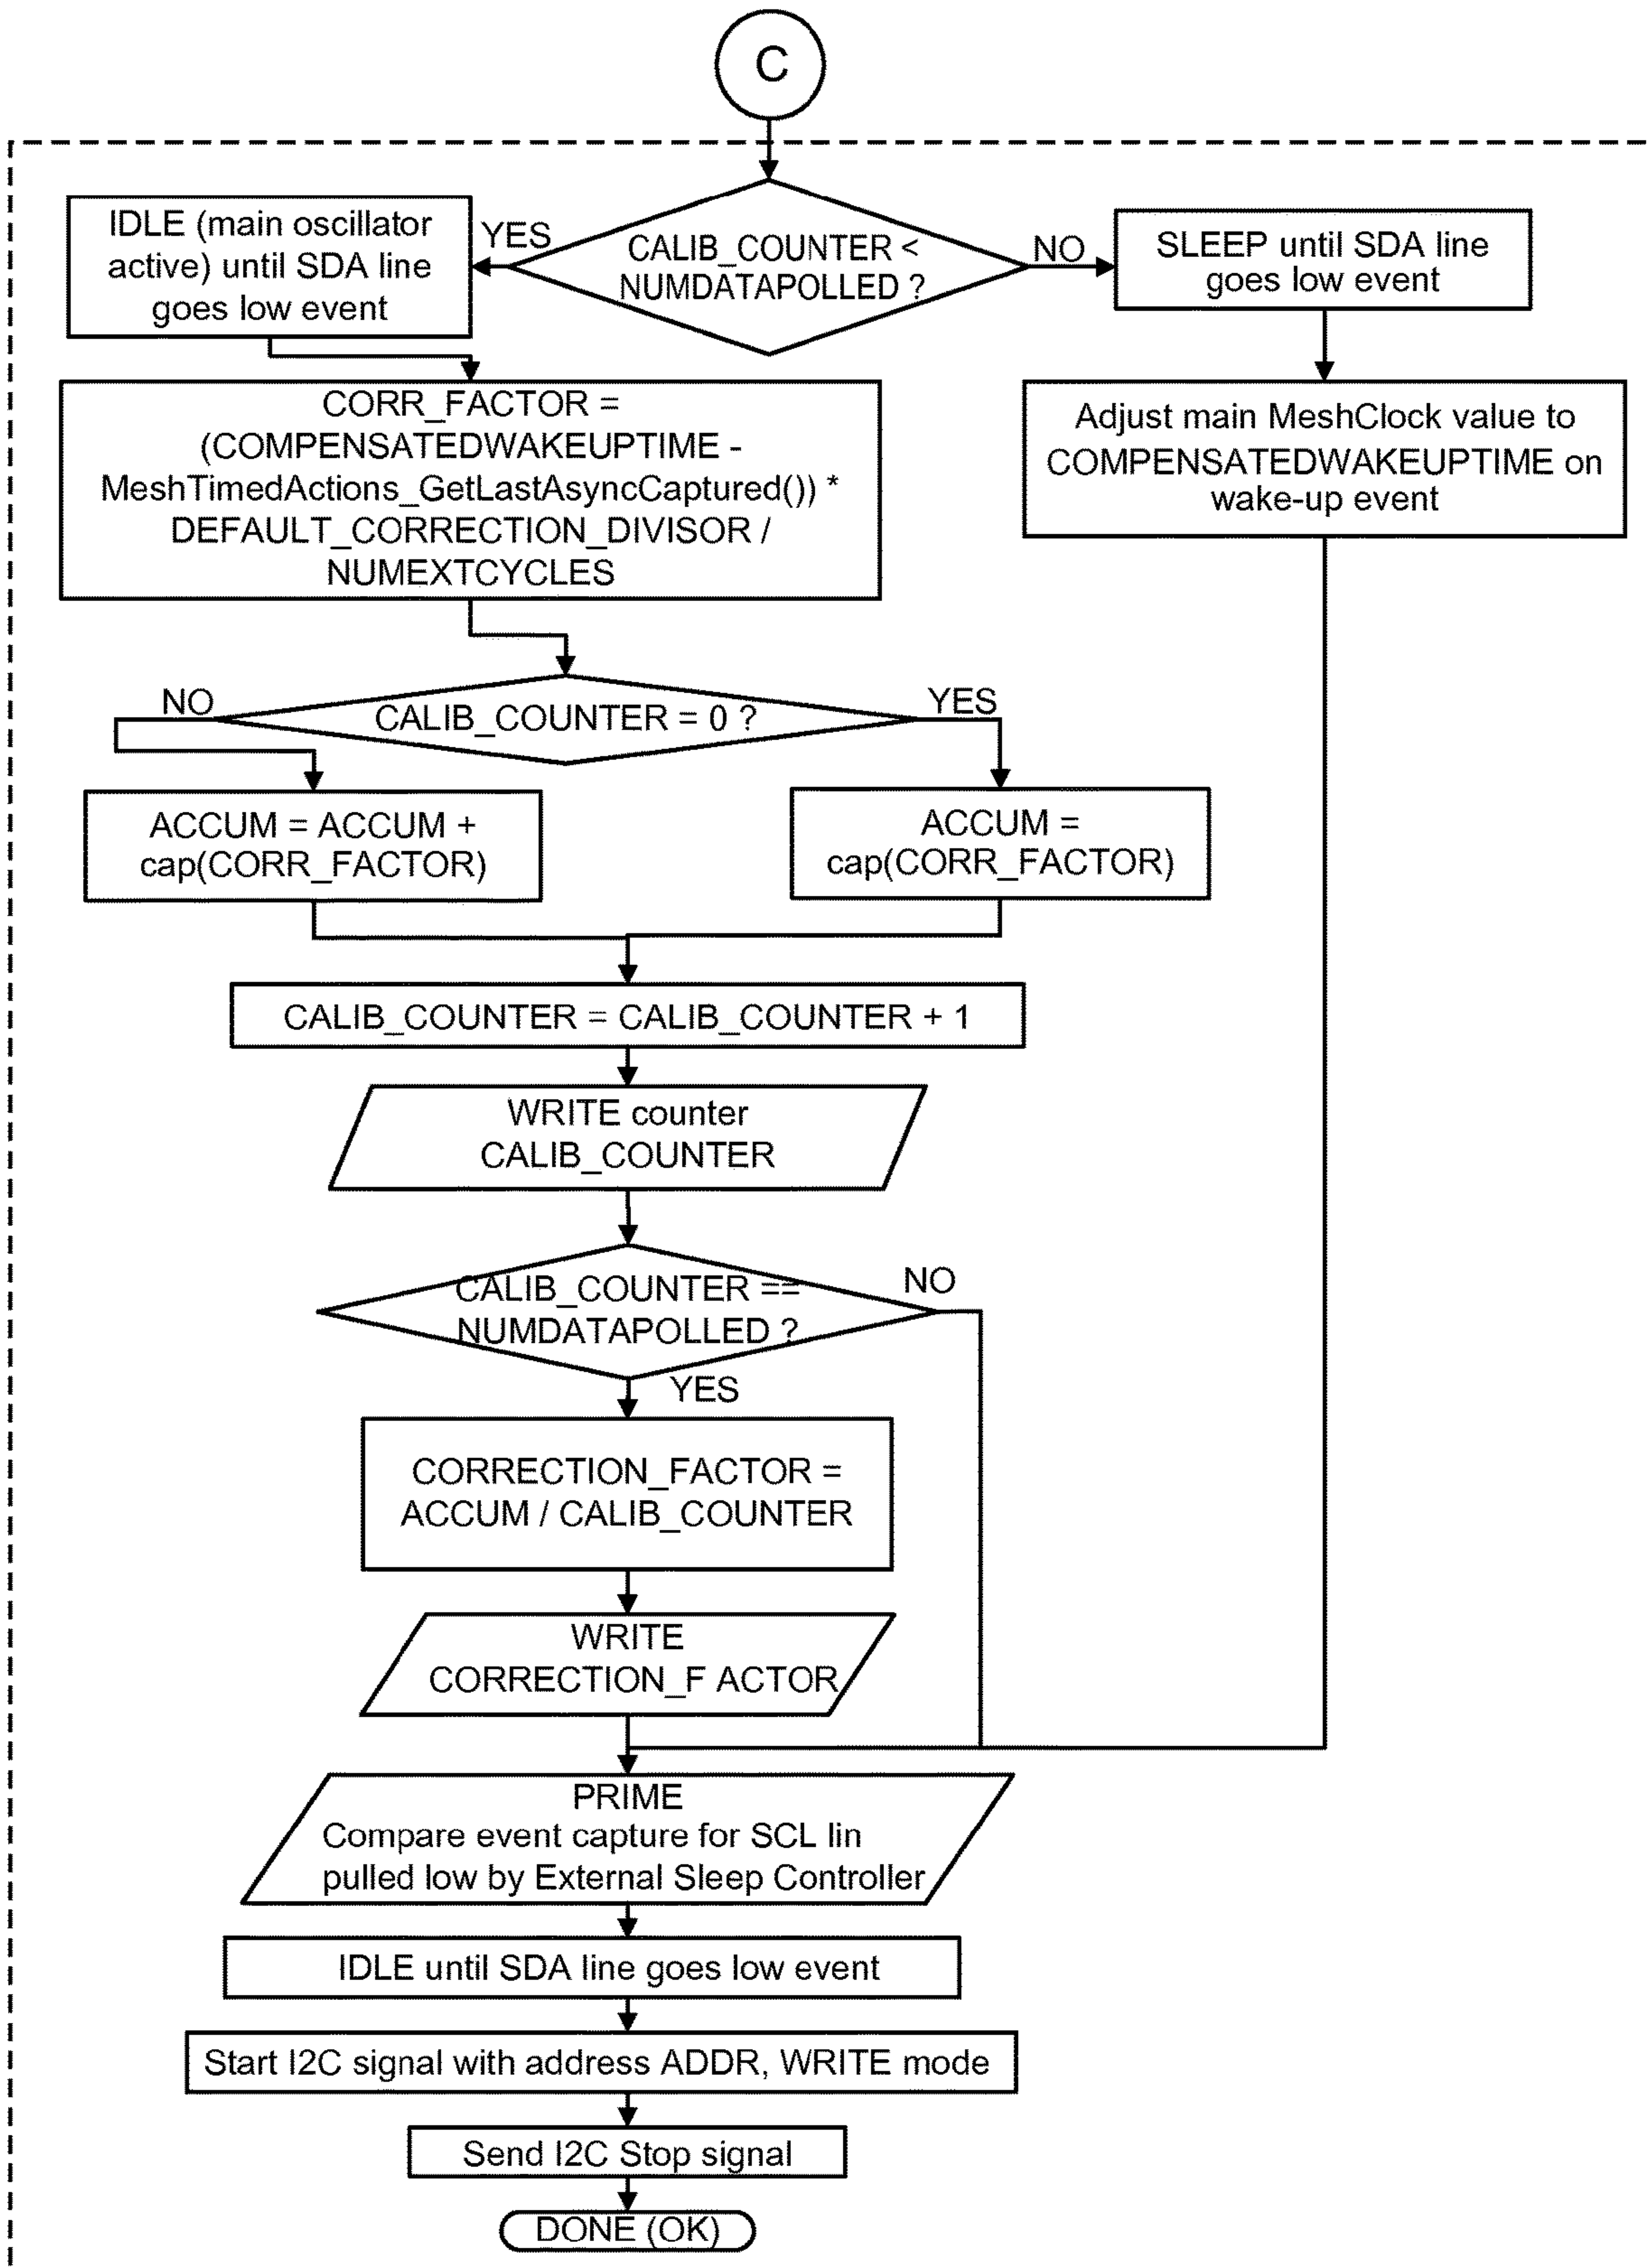 C
IDLE (main oscillator
active) until SDA line
goes low event
YES
CALIB_COUNTER <
NUMDATAPOLLED ?
NO
SLEEP until SDA line
goes low event
CORR_FACTOR =
(COMPENSATEDWAKEUPTIME -
MeshTimedActions_GetLastAsyncCaptured()) *
DEFAULT_CORRECTION_DIVISOR /
NUMEXTCYCLES
Adjust main MeshClock value to
COMPENSATEDWAKEUPTIME on
wake-up event
NO
CALIB_COUNTER = 0 ?
YES
ACCUM = ACCUM +
cap(CORR_FACTOR)
ACCUM =
cap(CORR_FACTOR)
CALIB_COUNTER = CALIB_COUNTER + 1
WRITE counter
CALIB_COUNTER
CALIB_COUNTER ==
NUMDATAPOLLED ?
NO
YES
CORRECTION_FACTOR =
ACCUM / CALIB_COUNTER
WRITE
CORRECTION_F ACTOR
PRIME
Compare event capture for SCL lin
pulled low by External Sleep Controller
IDLE until SDA line goes low event
Start I2C signal with address ADDR, WRITE mode
Send I2C Stop signal
DONE (OK)